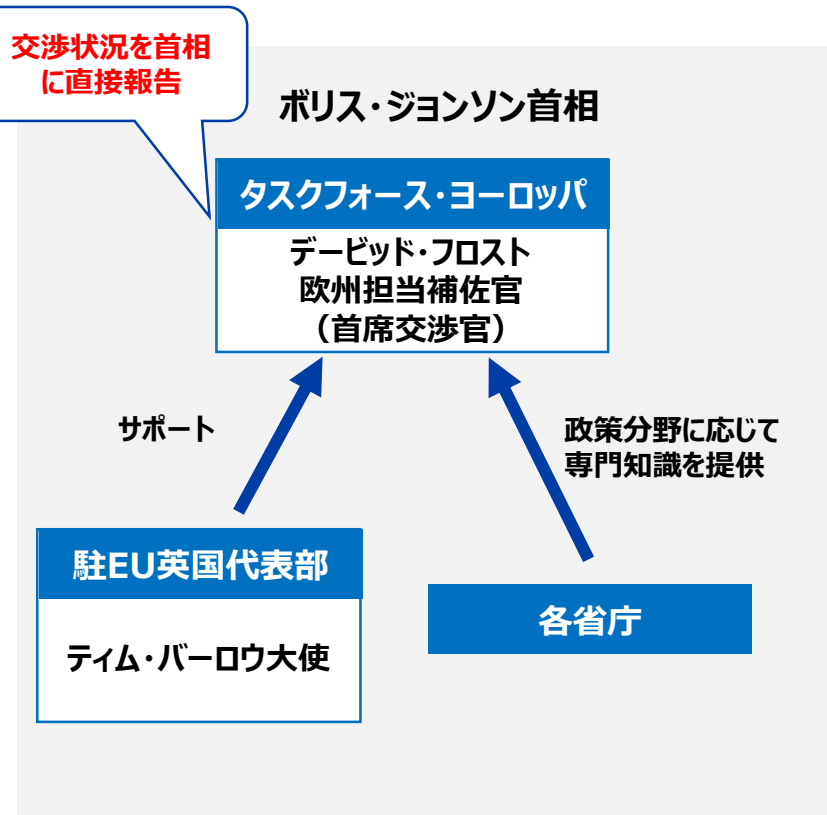 交渉状況を首相
に直接報告
ボリス・ジョンソン首相
タスクフォース・ヨーロッパ
デービッド・フロスト
欧州担当補佐官
（首席交渉官）
サポート
政策分野に応じて
専門知識を提供
駐EU英国代表部
ティム・バーロウ大使
各省庁